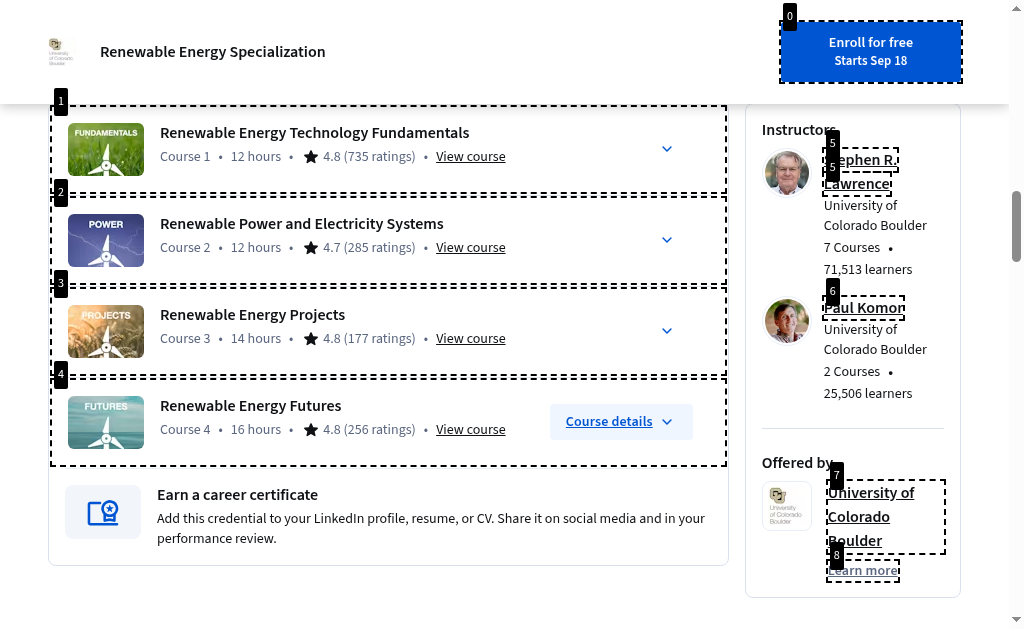 University of Colorado Boulder
Renewable Energy Specialization
0
Enroll for free
Starts Sep 18
1
FUNDAMENTALS
Renewable Energy Technology Fundamentals
Course 1 • 12 hours • 4.8 (735 ratings) • View course
2
POWER
Renewable Power and Electricity Systems
Course 2 • 12 hours • 4.7 (285 ratings) • View course
3
PROJECTS
Renewable Energy Projects
Course 3 • 14 hours • 4.8 (177 ratings) • View course
4
FUTURES
Renewable Energy Futures
Course 4 • 16 hours • 4.8 (256 ratings) • View course
Course details
Earn a career certificate
Add this credential to your LinkedIn profile, resume, or CV. Share it on social media and in your
performance review.
Instructors
5
5
R.
Lawrence
University of
Colorado Boulder
7 Courses •
71,513 learners
6
Paul Komor
University of
Colorado Boulder
2 Courses •
25,506 learners
Offered by
7
University of
Colorado
Boulder
University of
Colorado
Boulder
8
Learn more